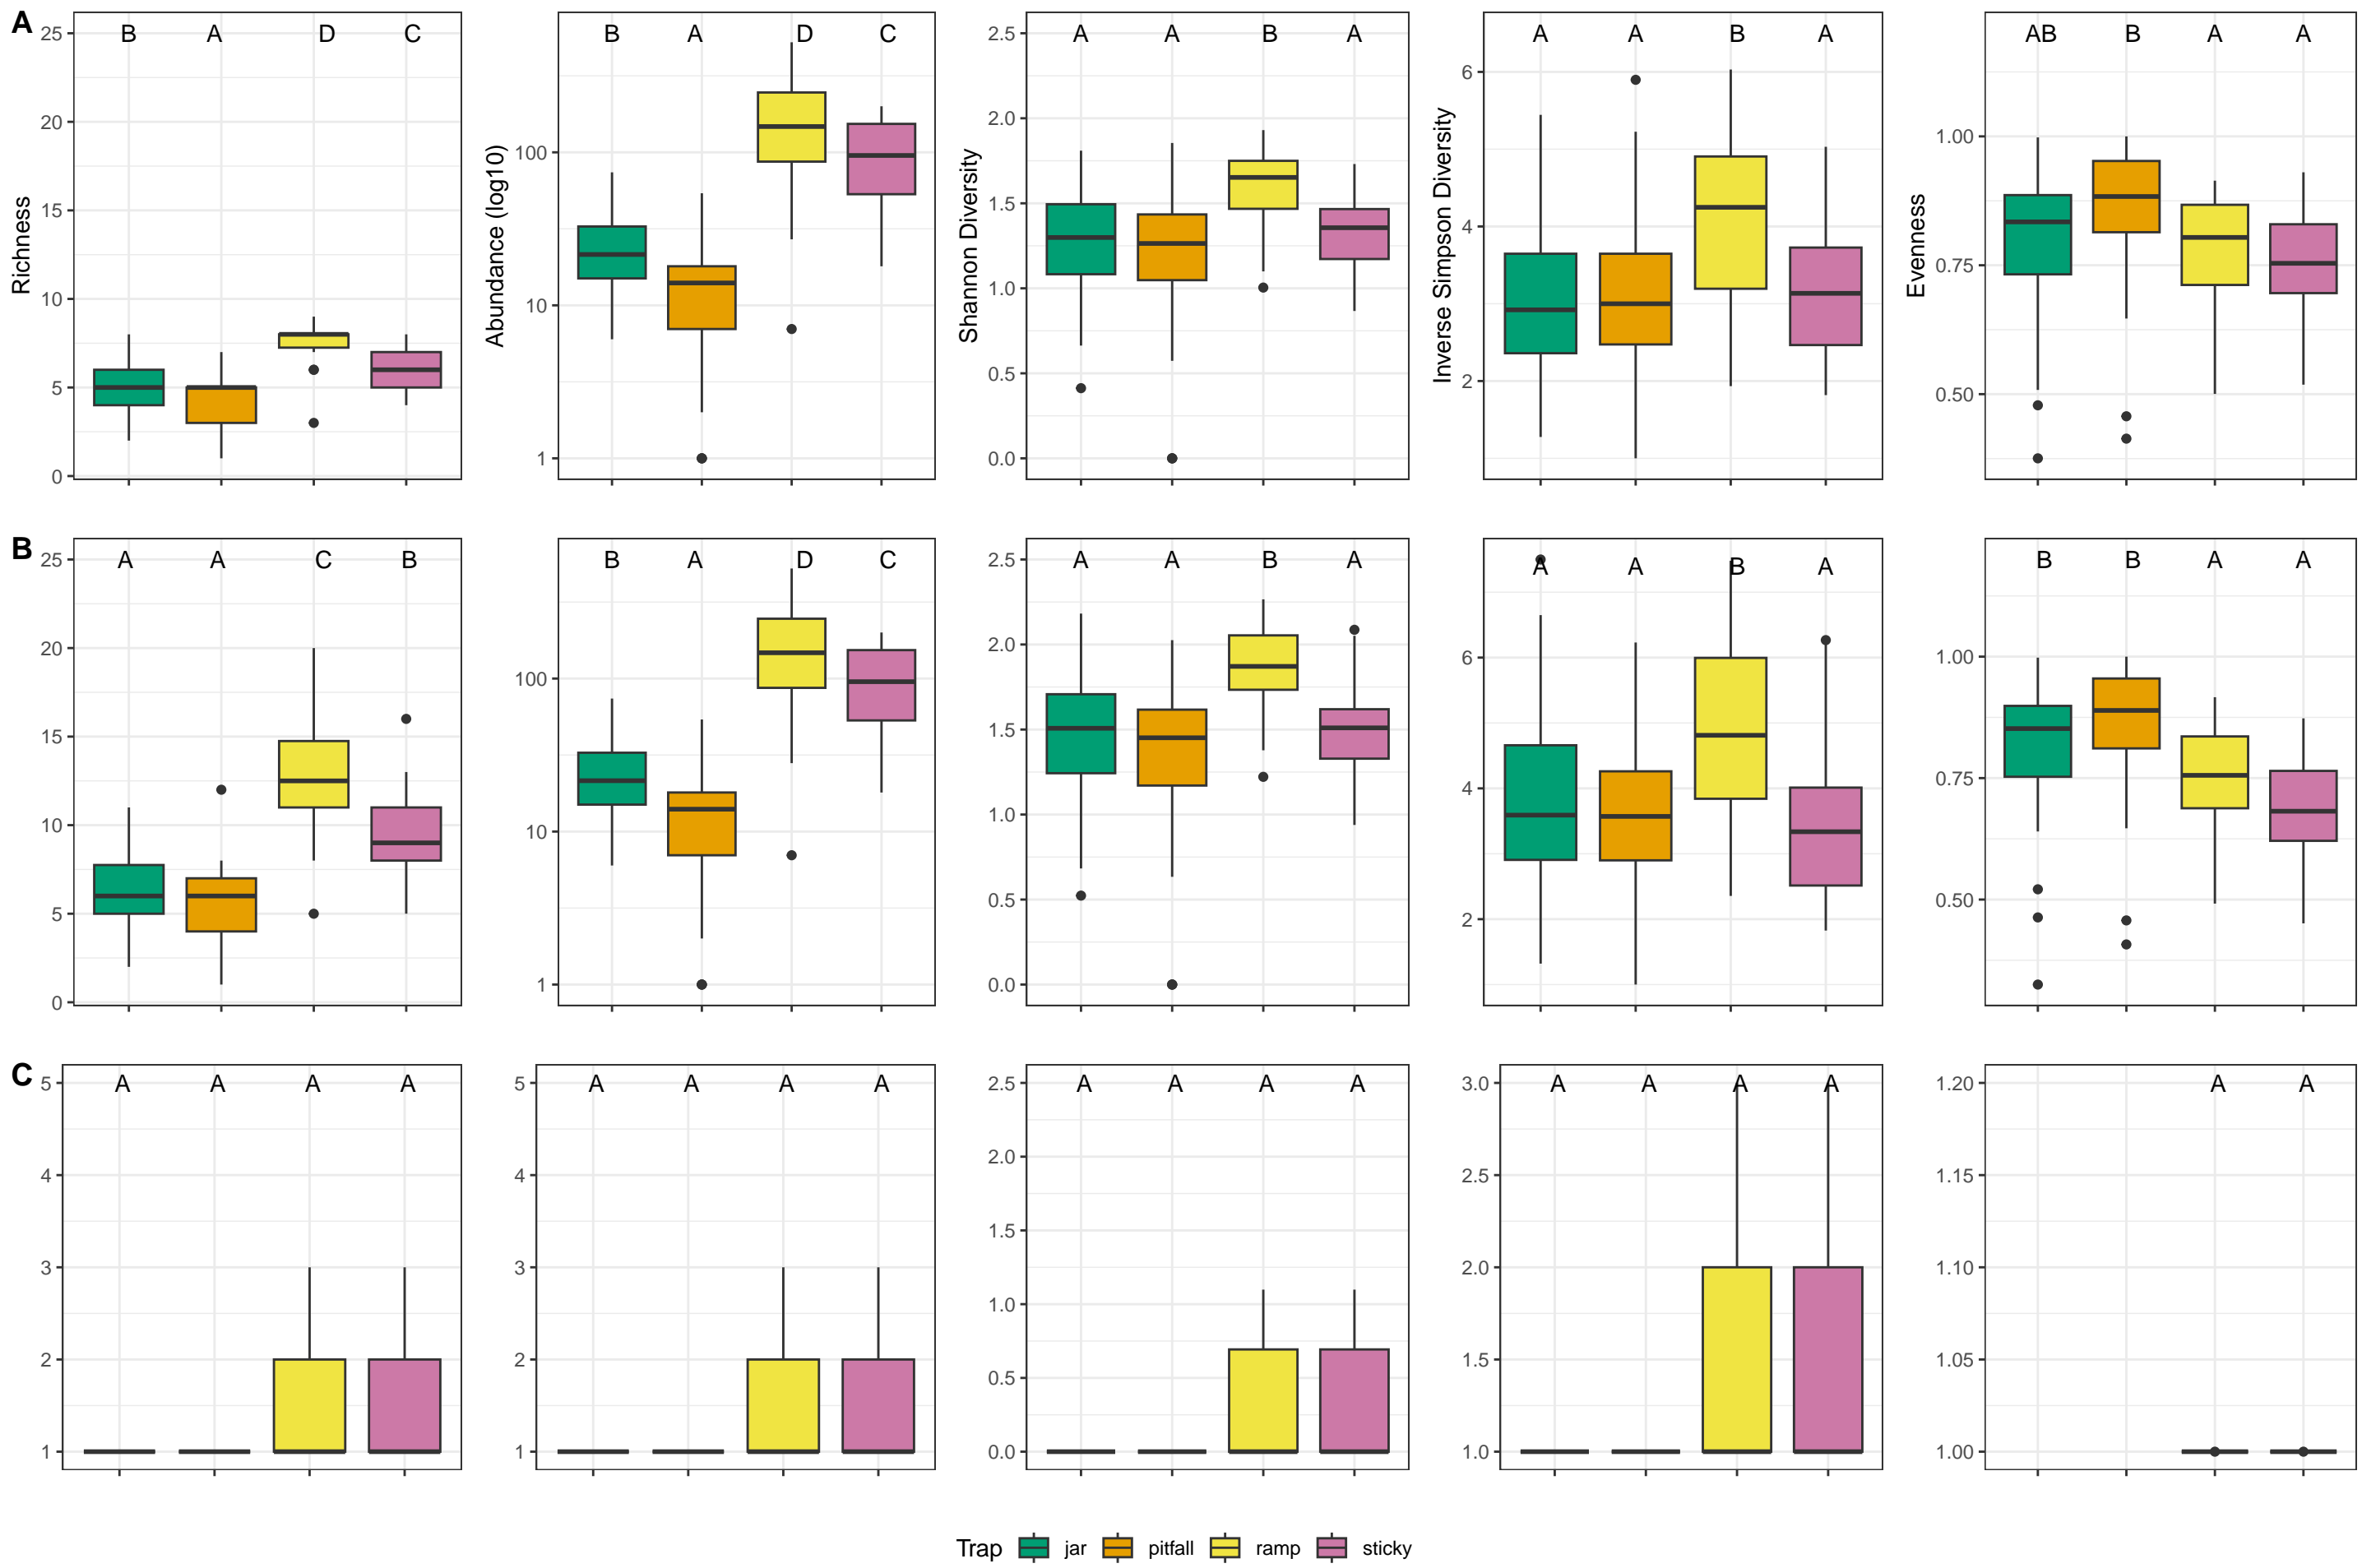 A
Richness
25
20
15
10
5
0
B A D C
Abundance (log10)
100
10
1
B A D C
Shannon Diversity
2.5
2.0
1.5
1.0
0.5
0.0
A A B A
Inverse Simpson Diversity
6
4
2
A A B A
Evenness
1.00
0.75
0.50
AB B A A
B
25
20
15
10
5
0
A A C B
100
10
1
B A D C
2.5
2.0
1.5
1.0
0.5
0.0
A A B A
6
4
2
A A B A
1.00
0.75
0.50
B B A A
C
5
4
3
2
1
A A A A
5
4
3
2
1
A A A A
2.5
2.0
1.5
1.0
0.5
0.0
A A A A
3.0
2.5
2.0
1.5
1.0
A A A A
1.20
1.15
1.10
1.05
1.00
A A
Trap jar pitfall ramp sticky